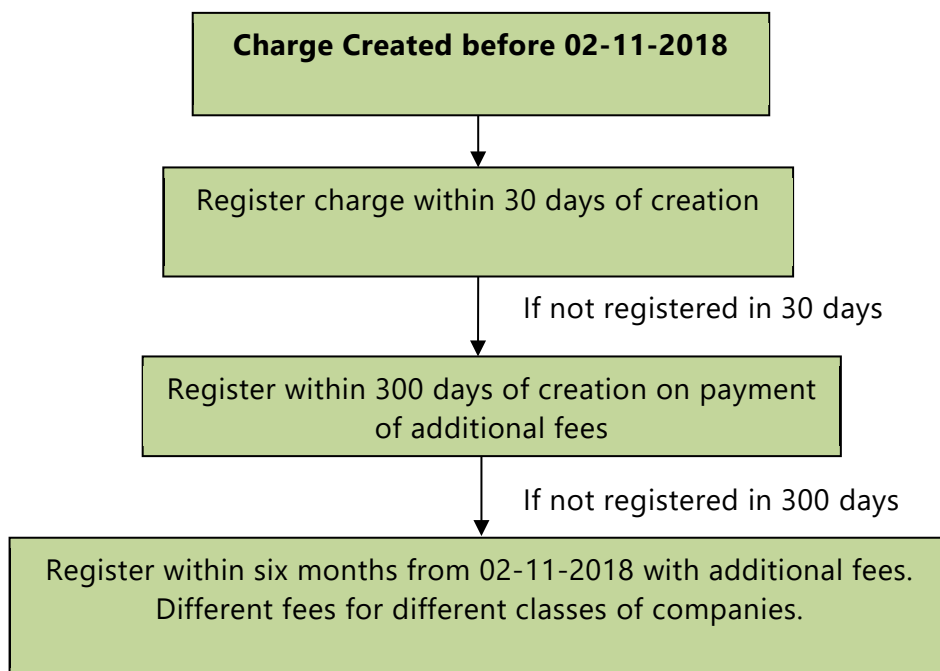 Charge Created before 02-11-2018
Register charge within 30 days of creation
If not registered in 30 days
Register within 300 days of creation on payment
of additional fees
If not registered in 300 days
Register within six months from 02-11-2018 with additional fees.
Different fees for different classes of companies.